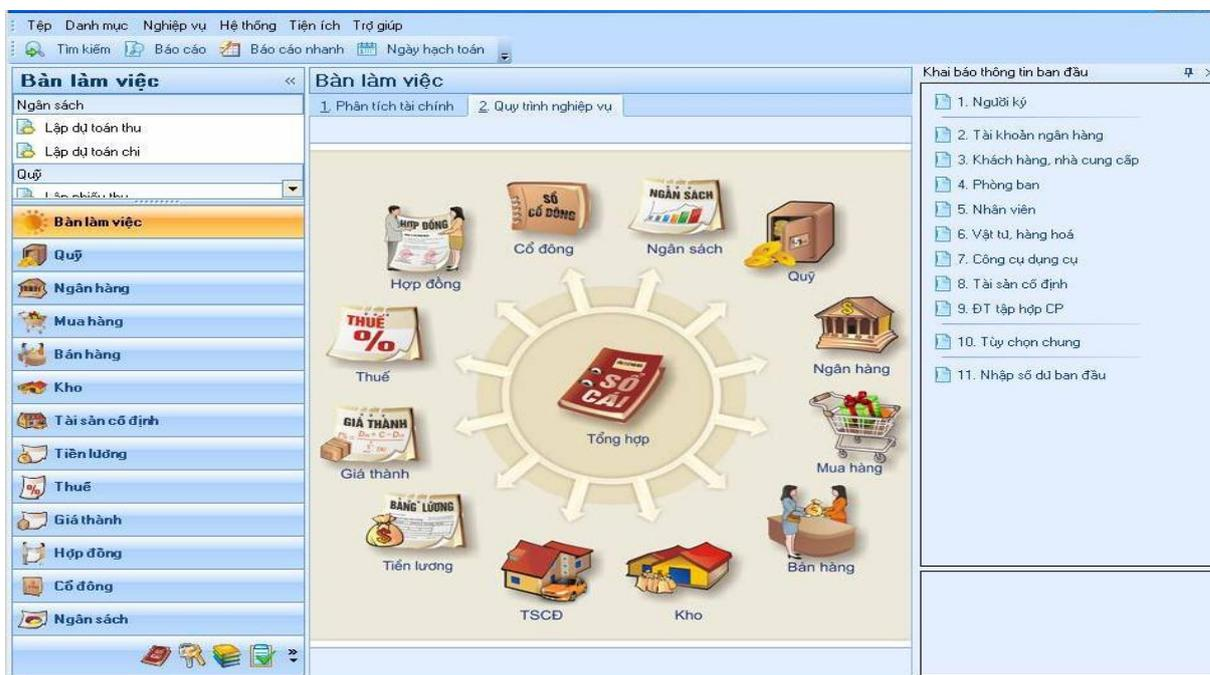 Tệp Danh mục Nghiệp vụ Hệ thống Tiện ích Trợ giúp
Tìm kiếm Báo cáo Báo cáo nhanh Ngày hạch toán
Bàn làm việc «
Ngân sách
Lập dự toán thu
Lập dự toán chi
Quỹ
Lập phiếu thu
Bàn làm việc
Quỹ
Ngân hàng
Mua hàng
Bán hàng
Kho
Tài sản cố định
Tiền lương
Thuế
Giá thành
Hợp đồng
Cổ đông
Ngân sách
Bàn làm việc
1. Phân tích tài chính 2. Quy trình nghiệp vụ
HỢP ĐỒNG
Hợp đồng
SỔ
CỔ ĐÔNG
Cổ đông
NGÂN SÁCH
Ngân sách
Quỹ
THUẾ
%
Thuế
Ngân hàng
SỔ
CÁI
Tổng hợp
GIÁ THÀNH
Giá thành
Mua hàng
BẢNG LƯƠNG
Tiền lương
TSCĐ
Kho
Bán hàng
Khai báo thông tin ban đầu
1. Người ký
2. Tài khoản ngân hàng
3. Khách hàng, nhà cung cấp
4. Phòng ban
5. Nhân viên
6. Vật tư, hàng hoá
7. Công cụ dụng cụ
8. Tài sản cố định
9. ĐT tập hợp CP
10. Tùy chọn chung
11. Nhập số dư ban đầu